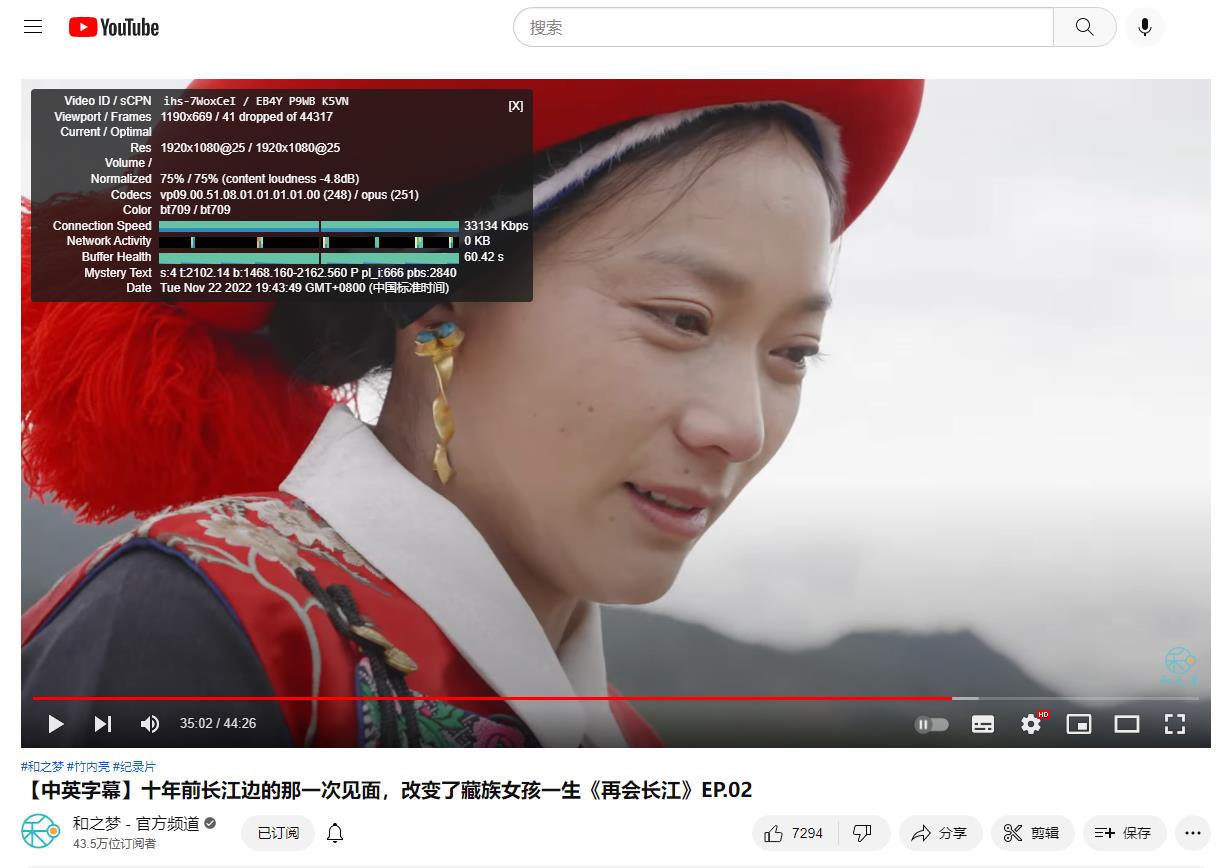 YouTube
搜索
Video ID / sCPN ihs-7WoxCeI / EB4Y P9WB K5VN
[X]
Viewport / Frames 1190x669 / 41 dropped of 44317
Current / Optimal
Res 1920x1080@25 / 1920x1080@25
Volume /
Normalized 75% / 75% (content loudness -4.8dB)
Codecs vp09.00.51.08.01.01.01.01.00 (248) / opus (251)
Color bt709 / bt709
Connection Speed 33134 Kbps
Network Activity 0 KB
Buffer Health 60.42 s
Mystery Text s:4 t:2102.14 b:1468.160-2162.560 P pl_i:666 pbs:2840
Date Tue Nov 22 2022 19:43:49 GMT+0800 (中国标准时间)
35:02 / 44:26
HD
#和之梦 #竹内亮 #纪录片
【中英字幕】十年前长江边的那一次见面，改变了藏族女孩一生《再会长江》EP.02
和之梦 - 官方频道
43.5万位订阅者
已订阅
7294
分享
剪辑
保存